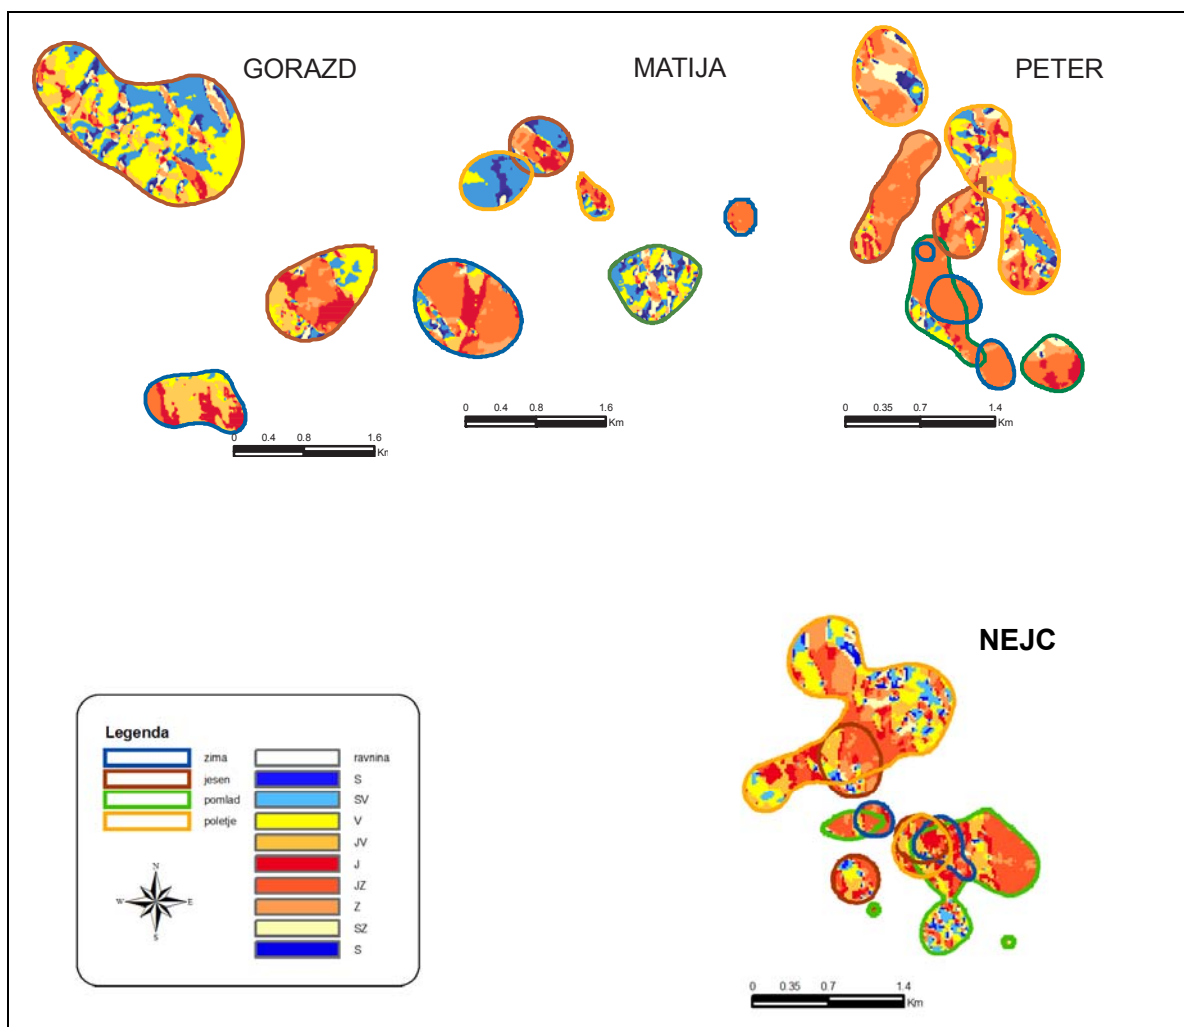 GORAZD
MATIJA
PETER
0 0.4 0.8 1.6
Km
0 0.4 0.8 1.6
Km
0 0.35 0.7 1.4
Km
NEJC
Legenda
zima
jesen
pomlad
poletje
ravnina
S
SV
V
JV
J
JZ
Z
SZ
S
N
W E
S
0 0.35 0.7 1.4
Km